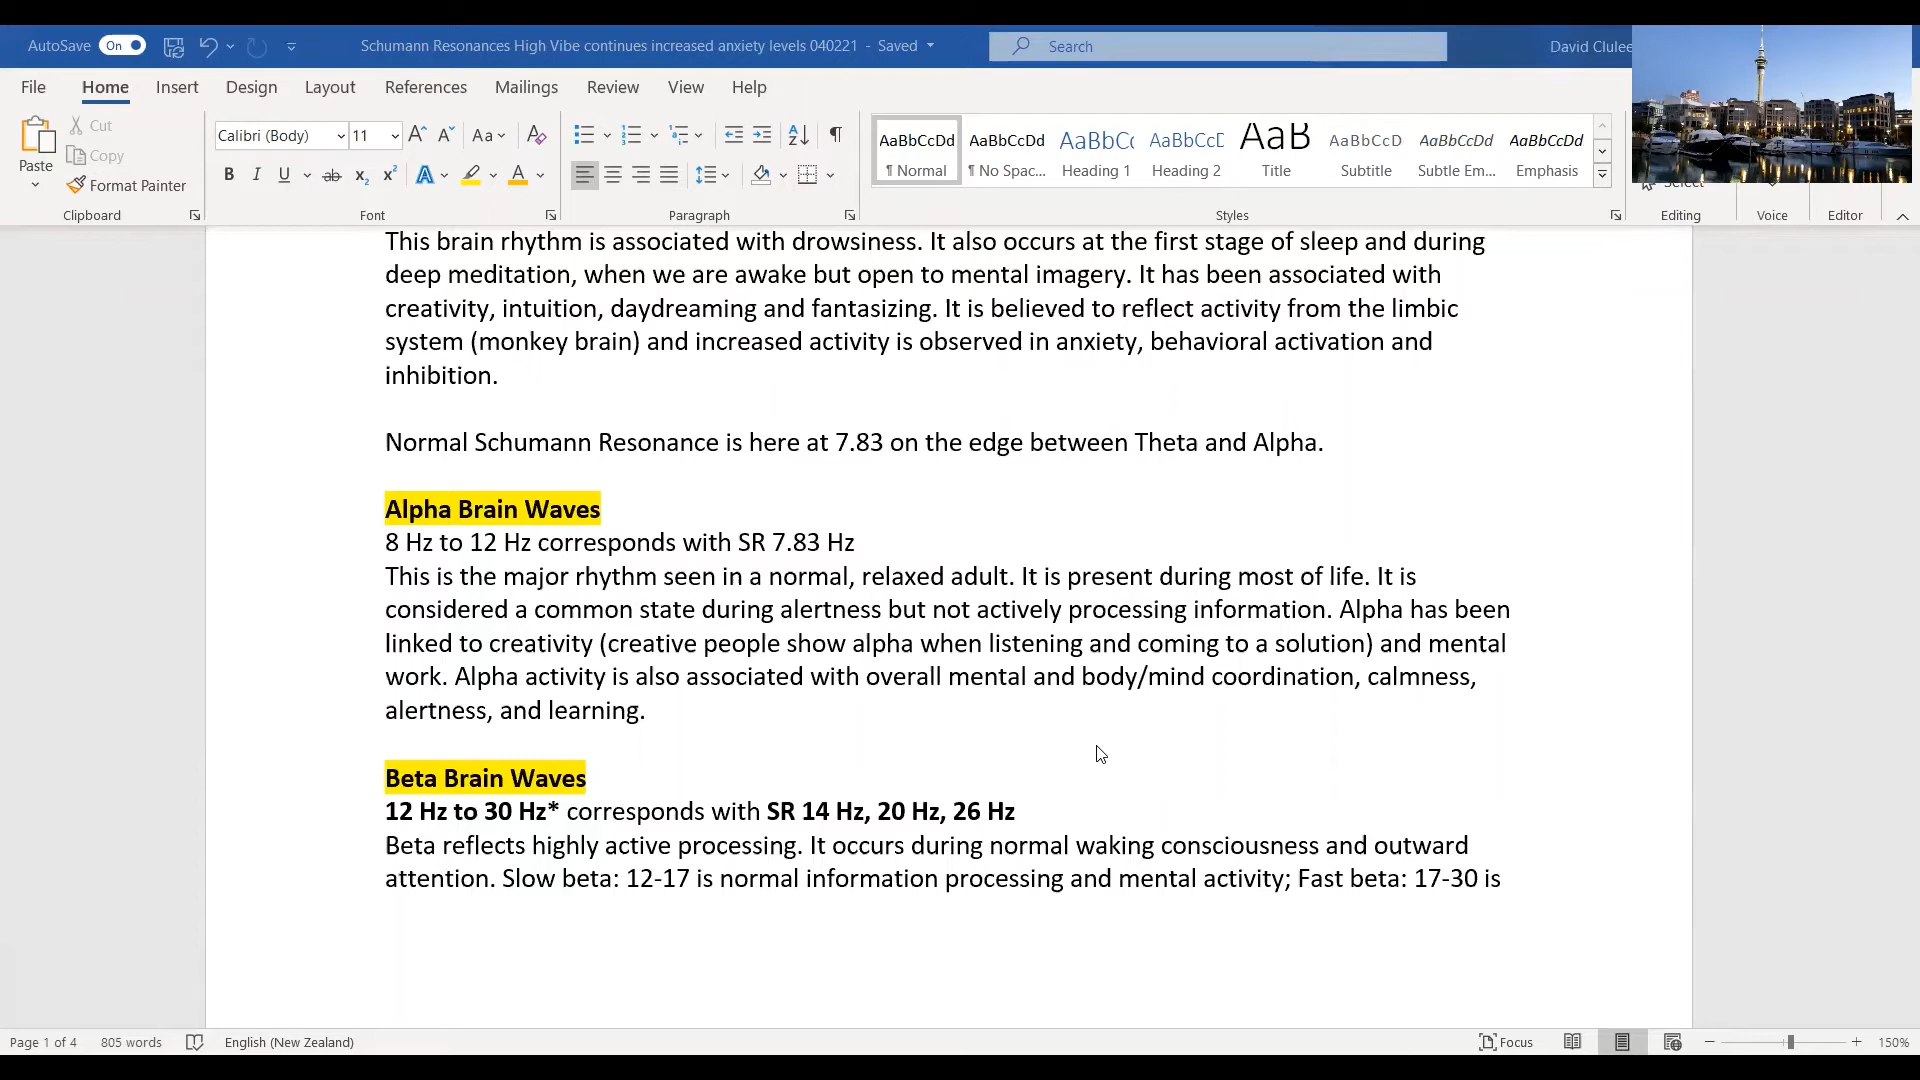 AutoSave On Schumann Resonances High Vibe continues increased anxiety levels 040221 - Saved Search David Clulee
File Home Insert Design Layout References Mailings Review View Help
Paste
Cut
Copy
Format Painter
Clipboard
Calibri (Body) 11
Font
Paragraph
AaBbCcDd AaBbCcDd AaBbCc AaBbCcD AaB AaBbCcD AaBbCcDd AaBbCcDd
¶ Normal ¶ No Spac... Heading 1 Heading 2 Title Subtitle Subtle Em... Emphasis
Styles
Select
Editing Voice Editor
This brain rhythm is associated with drowsiness. It also occurs at the first stage of sleep and during
deep meditation, when we are awake but open to mental imagery. It has been associated with
creativity, intuition, daydreaming and fantasizing. It is believed to reflect activity from the limbic
system (monkey brain) and increased activity is observed in anxiety, behavioral activation and
inhibition.
Normal Schumann Resonance is here at 7.83 on the edge between Theta and Alpha.
Alpha Brain Waves
8 Hz to 12 Hz corresponds with SR 7.83 Hz
This is the major rhythm seen in a normal, relaxed adult. It is present during most of life. It is
considered a common state during alertness but not actively processing information. Alpha has been
linked to creativity (creative people show alpha when listening and coming to a solution) and mental
work. Alpha activity is also associated with overall mental and body/mind coordination, calmness,
alertness, and learning.
Beta Brain Waves
12 Hz to 30 Hz* corresponds with SR 14 Hz, 20 Hz, 26 Hz
Beta reflects highly active processing. It occurs during normal waking consciousness and outward
attention. Slow beta: 12-17 is normal information processing and mental activity; Fast beta: 17-30 is
Page 1 of 4 805 words English (New Zealand) Focus 150%